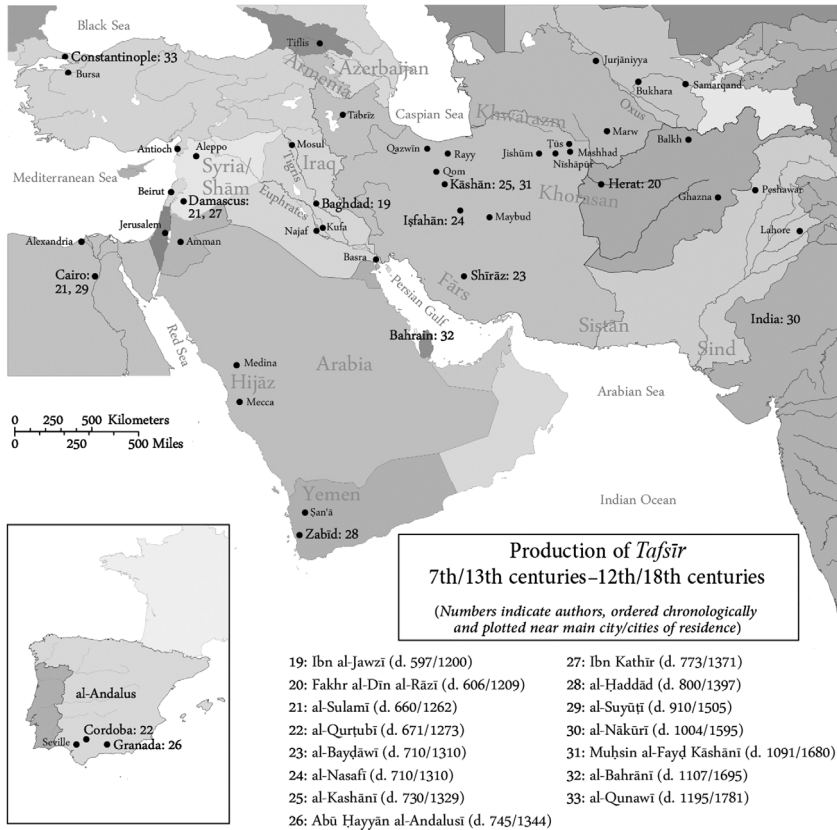 Black Sea
Constantinople: 33
Bursa
Tiflis
Armenia
Azerbaijan
Tabrīz
Caspian Sea
Khwarazm
Jurjāniyya
Bukhara
Samarqand
Oxus
Antioch
Aleppo
Mosul
Mediterranean Sea
Syria/
Shām
Tigris
Iraq
Qazwīn
Rayy
Qom
Kāshān: 25, 31
Jishūm
Tūs
Mashhad
Nīshāpūr
Marw
Balkh
Khorasan
Herat: 20
Ghazna
Peshawar
Lahore
Beirut
Damascus:
21, 27
Euphrates
Baghdad: 19
Iṣfahān: 24
Maybud
Jerusalem
Amman
Najaf
Kufa
Alexandria
Cairo:
21, 29
Basra
Persian Gulf
Fārs
Shīrāz: 23
Sistān
Sind
India: 30
Red Sea
Bahrain: 32
Medina
Hijāz
Mecca
Arabia
Arabian Sea
0 250 500 Kilometers
0 250 500 Miles
Yemen
Ṣan‘ā
Zabīd: 28
Indian Ocean
al-Andalus
Cordoba: 22
Seville
Granada: 26
Production of Tafsīr
7th/13th centuries–12th/18th centuries
(Numbers indicate authors, ordered chronologically
and plotted near main city/cities of residence)
19: Ibn al-Jawzī (d. 597/1200)
20: Fakhr al-Dīn al-Rāzī (d. 606/1209)
21: al-Sulamī (d. 660/1262)
22: al-Qurṭubī (d. 671/1273)
23: al-Bayḍāwī (d. 710/1310)
24: al-Nasafī (d. 710/1310)
25: al-Kashānī (d. 730/1329)
26: Abū Ḥayyān al-Andalusī (d. 745/1344)
27: Ibn Kathīr (d. 773/1371)
28: al-Ḥaddād (d. 800/1397)
29: al-Suyūṭī (d. 910/1505)
30: al-Nākūrī (d. 1004/1595)
31: Muḥsin al-Fayḍ Kāshānī (d. 1091/1680)
32: al-Bahrānī (d. 1107/1695)
33: al-Qunawī (d. 1195/1781)